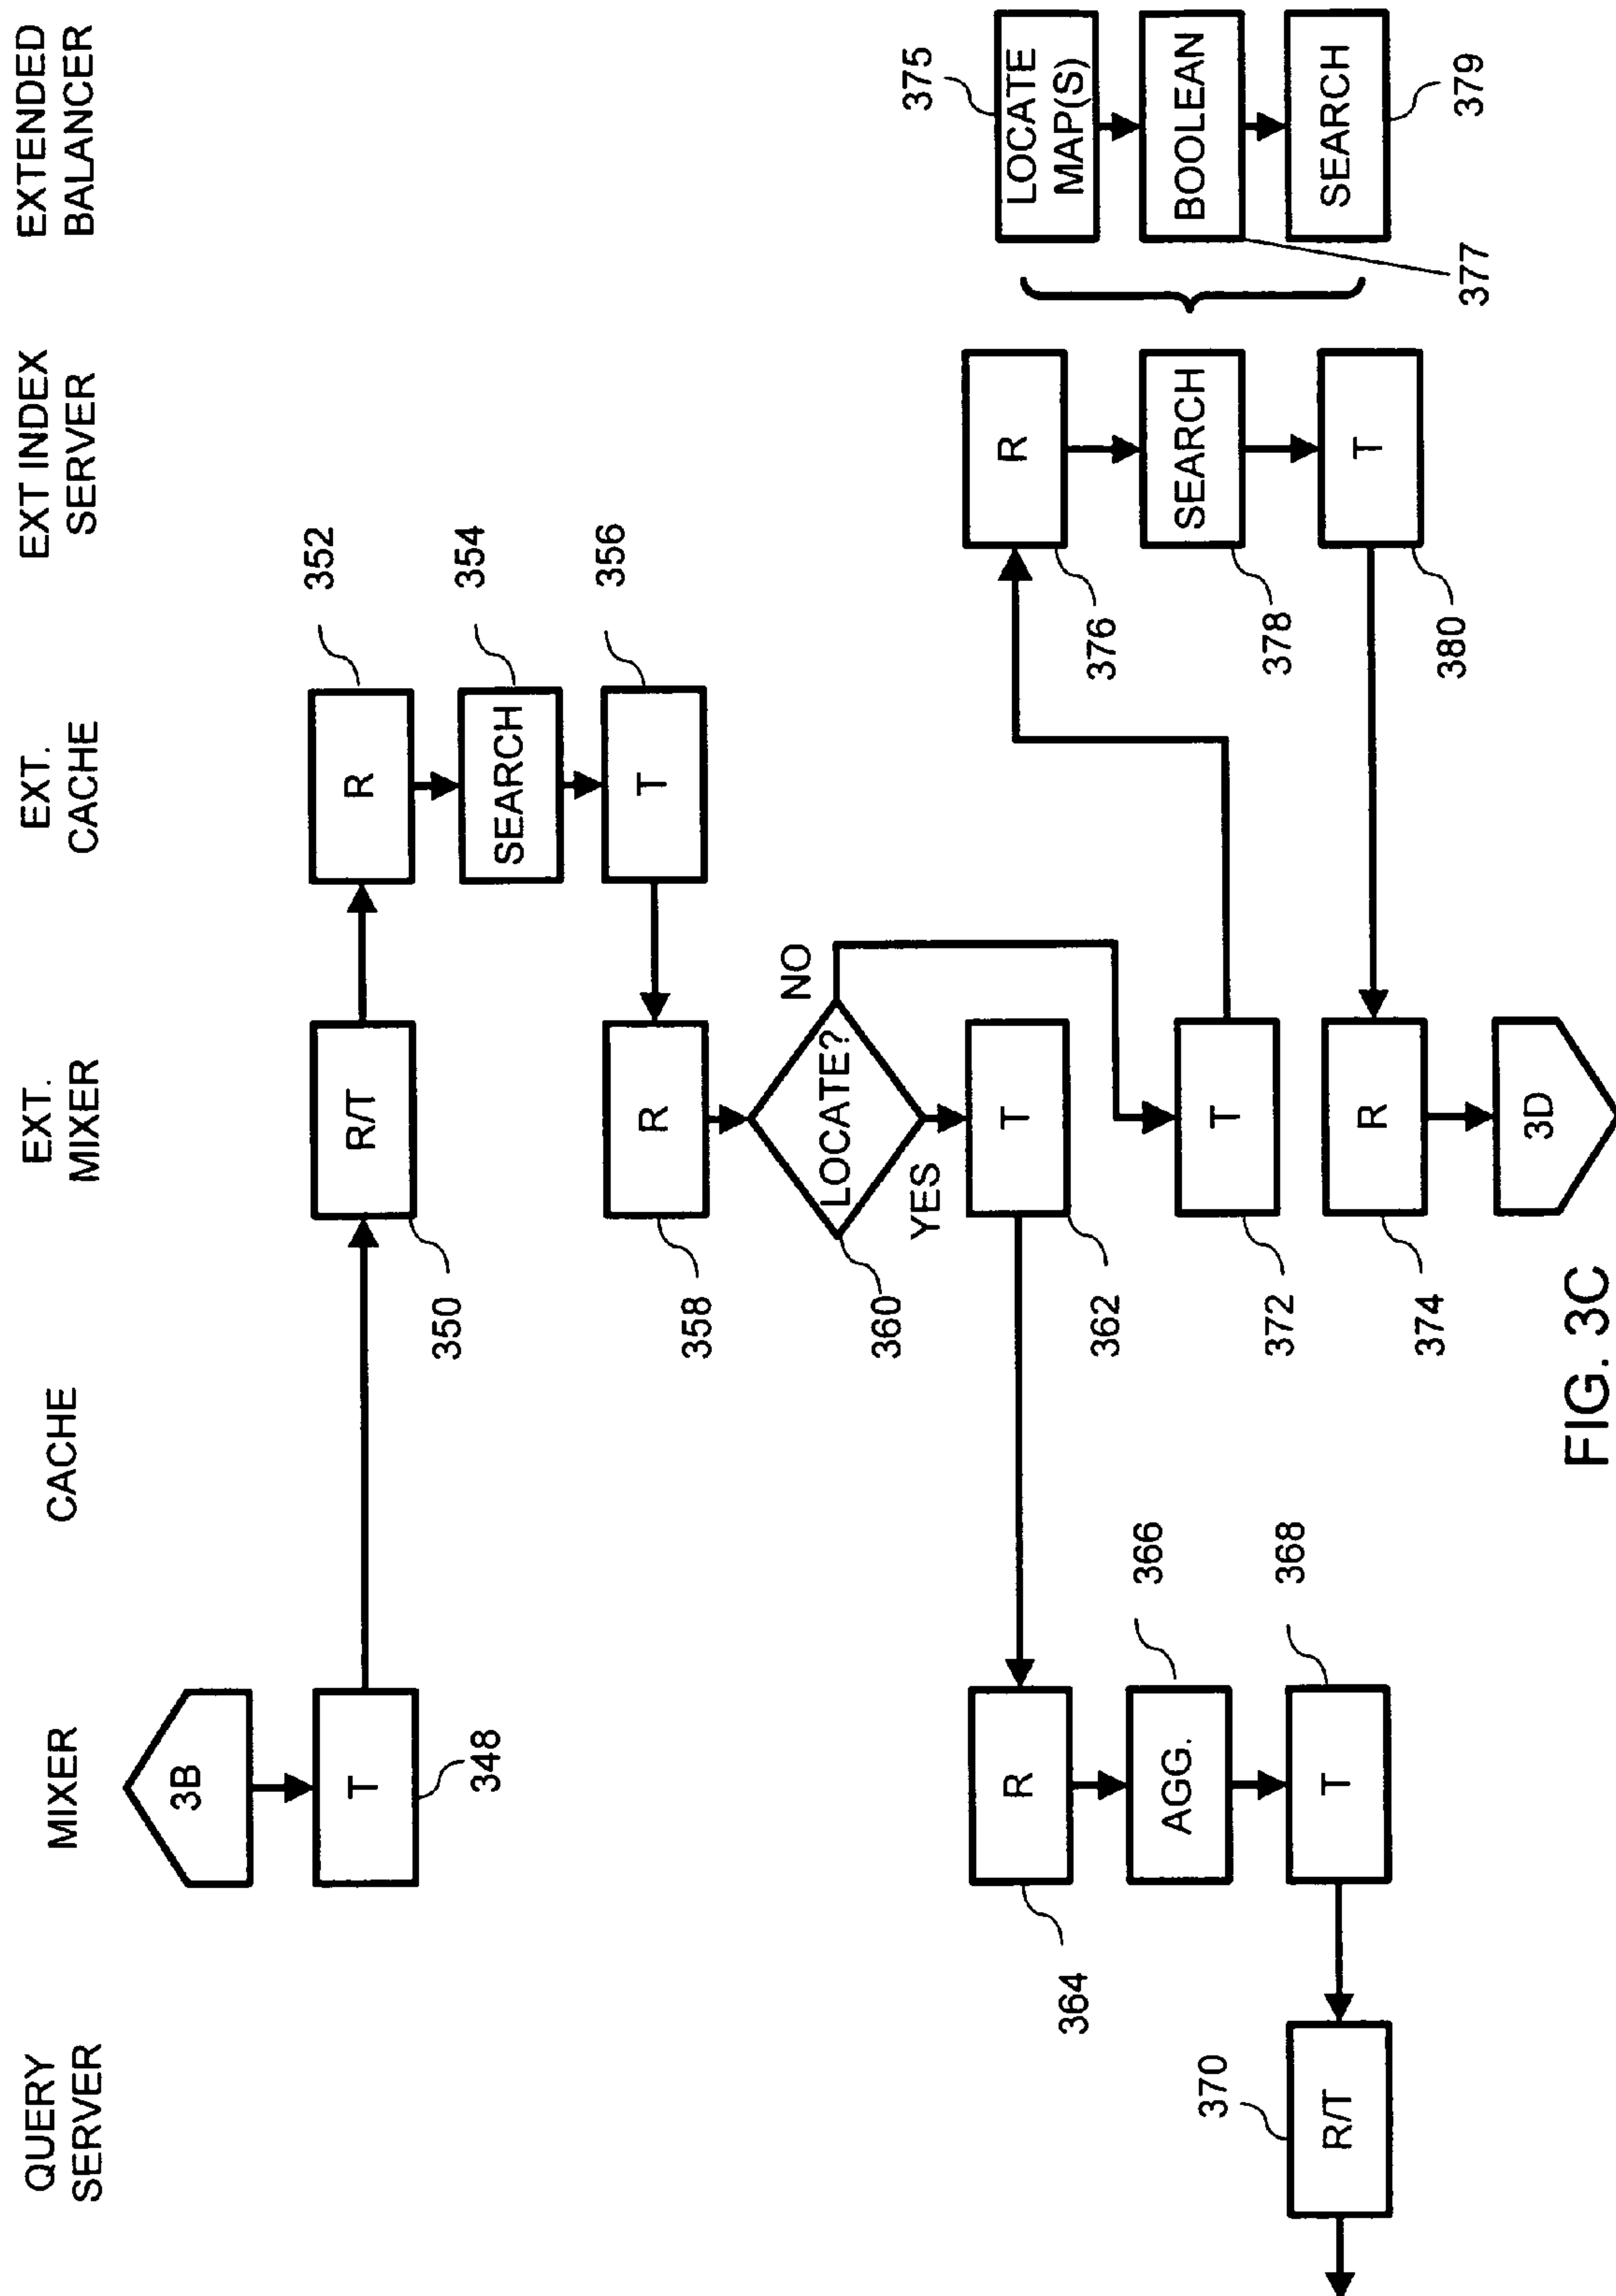 QUERY
SERVER
MIXER
CACHE
EXT.
MIXER
EXT.
CACHE
EXT INDEX
SERVER
EXTENDED
BALANCER
3B
T
348
R/T
350
R
352
SEARCH
354
T
356
R
358
LOCATE?
360
NO
YES
T
362
R
364
AGG.
366
T
368
R/T
370
T
372
R
376
SEARCH
378
T
380
LOCATE
MAP(S)
375
BOOLEAN
377
SEARCH
379
R
374
3D
FIG. 3C